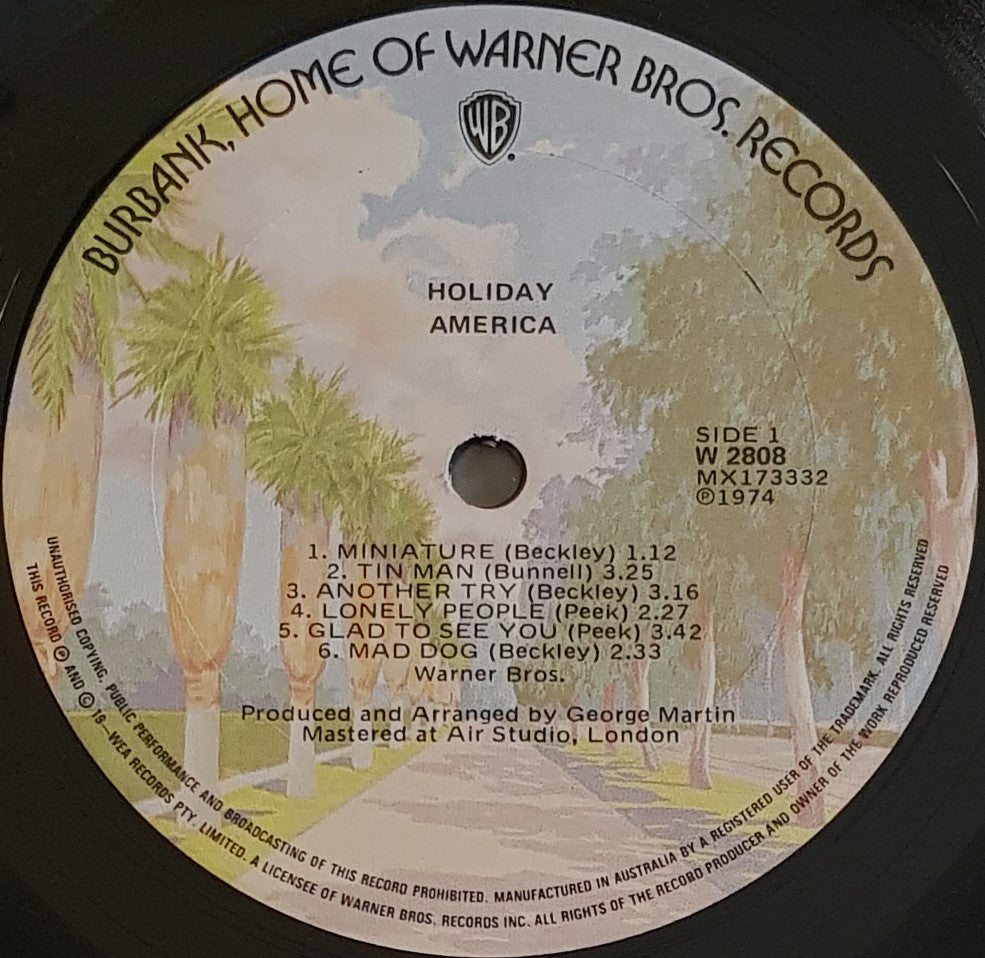 BURBANK, HOME OF WARNER BROS. RECORDS
WB
HOLIDAY
AMERICA
SIDE 1
W 2808
MX173332
℗1974
1. MINIATURE (Beckley) 1.12
2. TIN MAN (Bunnell) 3.25
3. ANOTHER TRY (Beckley) 3.16
4. LONELY PEOPLE (Peek) 2.27
5. GLAD TO SEE YOU (Peek) 3.42
6. MAD DOG (Beckley) 2.33
Warner Bros.
Produced and Arranged by George Martin
Mastered at Air Studio, London
UNAUTHORISED COPYING, PUBLIC PERFORMANCE AND BROADCASTING OF THIS RECORD PROHIBITED. MANUFACTURED IN AUSTRALIA BY A REGISTERED USER OF THE TRADEMARK. ALL RIGHTS RESERVED
THIS RECORD ℗ AND © 19—WEA RECORDS PTY. LIMITED. A LICENSEE OF WARNER BROS. RECORDS INC. ALL RIGHTS OF THE RECORD PRODUCER AND OWNER OF THE WORK REPRODUCED RESERVED